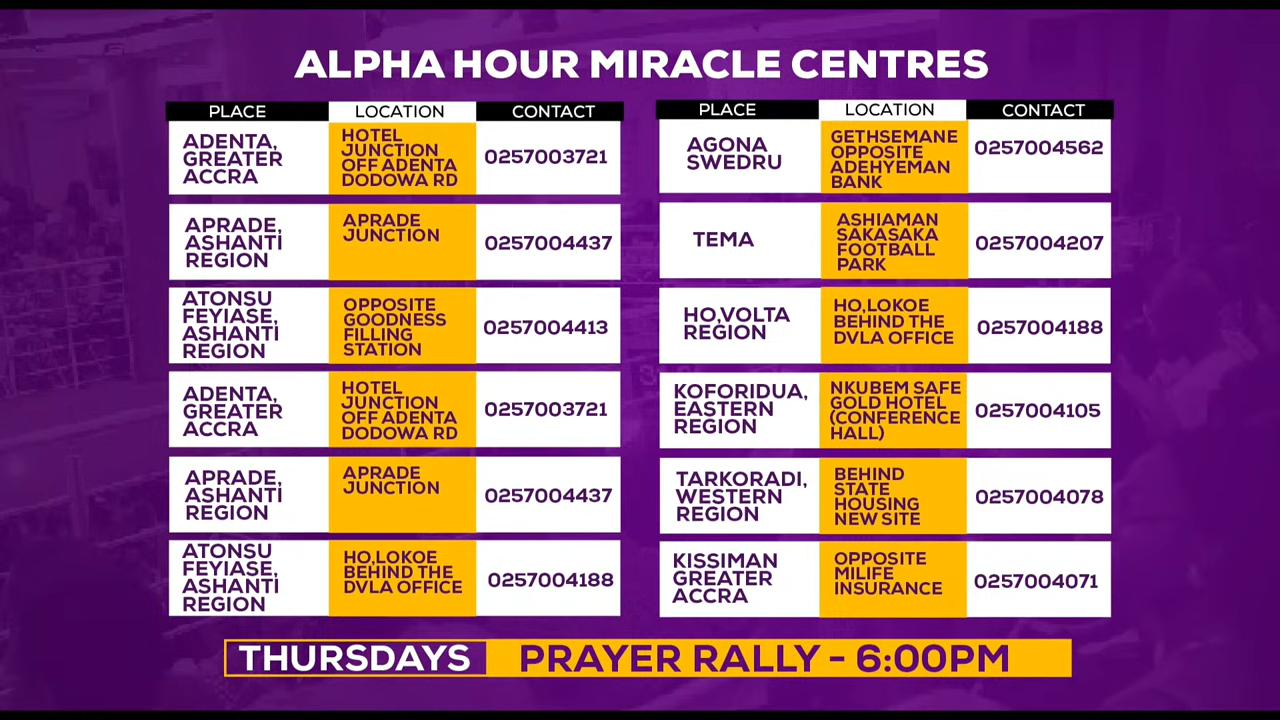 ALPHA HOUR MIRACLE CENTRES
PLACE LOCATION CONTACT
ADENTA,
GREATER
ACCRA
HOTEL
JUNCTION
OFF ADENTA
DODOWA RD
0257003721
APRADE,
ASHANTI
REGION
APRADE
JUNCTION
0257004437
ATONSU
FEYIASE,
ASHANTI
REGION
OPPOSITE
GOODNESS
FILLING
STATION
0257004413
ADENTA,
GREATER
ACCRA
HOTEL
JUNCTION
OFF ADENTA
DODOWA RD
0257003721
APRADE,
ASHANTI
REGION
APRADE
JUNCTION
0257004437
ATONSU
FEYIASE,
ASHANTI
REGION
HO,LOKOE
BEHIND THE
DVLA OFFICE
0257004188
PLACE LOCATION CONTACT
AGONA
SWEDRU
GETHSEMANE
OPPOSITE
ADEHYEMAN
BANK
0257004562
TEMA
ASHIAMAN
SAKASAKA
FOOTBALL
PARK
0257004207
HO,VOLTA
REGION
HO,LOKOE
BEHIND THE
DVLA OFFICE
0257004188
KOFORIDUA,
EASTERN
REGION
NKUBEM SAFE
GOLD HOTEL
(CONFERENCE
HALL)
0257004105
TARKORADI,
WESTERN
REGION
BEHIND
STATE
HOUSING
NEW SITE
0257004078
KISSIMAN
GREATER
ACCRA
OPPOSITE
MILIFE
INSURANCE
0257004071
THURSDAYS PRAYER RALLY - 6:00PM